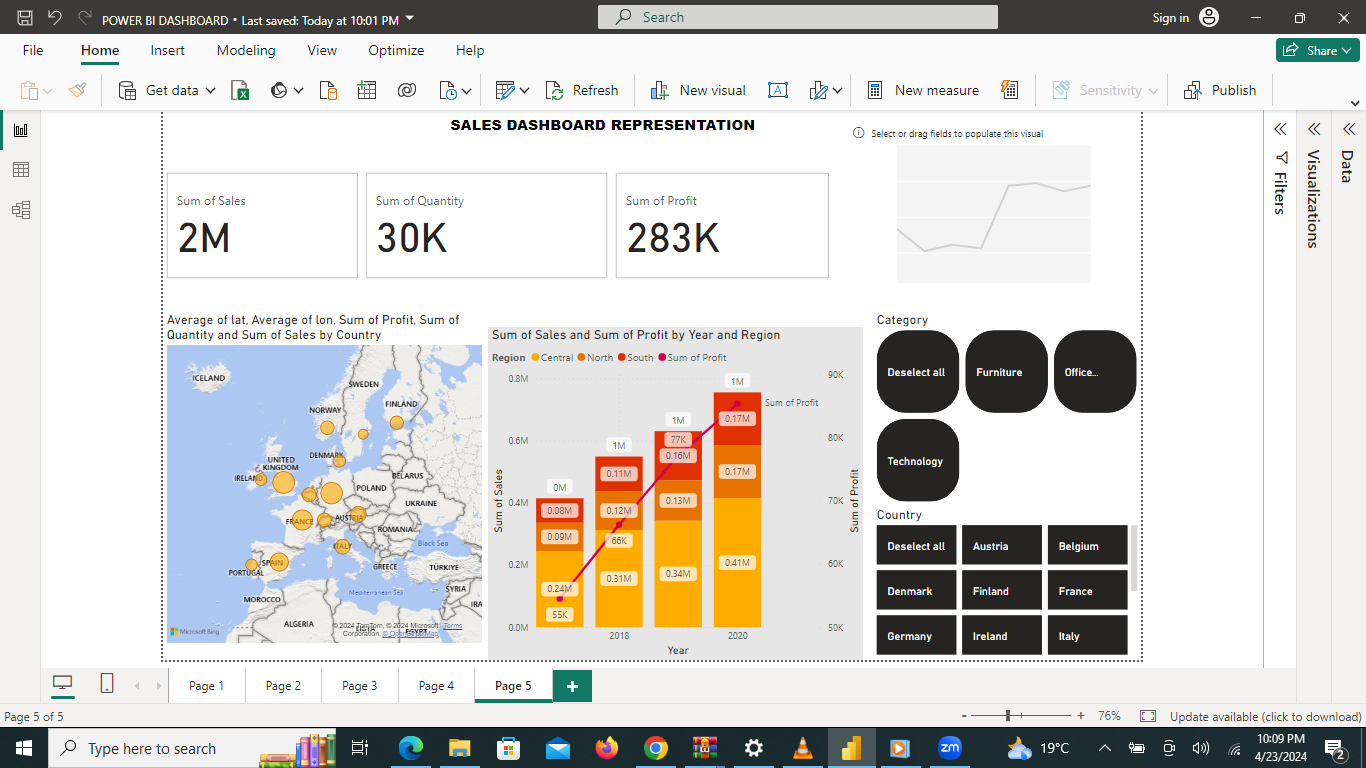 POWER BI DASHBOARD • Last saved: Today at 10:01 PM
Search
Sign in
File
Home
Insert
Modeling
View
Optimize
Help
Share
Get data
Refresh
New visual
New measure
Sensitivity
Publish
SALES DASHBOARD REPRESENTATION
Select or drag fields to populate this visual
Sum of Sales
2M
Sum of Quantity
30K
Sum of Profit
283K
Filters
Visualizations
Data
Average of lat, Average of lon, Sum of Profit, Sum of
Quantity and Sum of Sales by Country
ICELAND
SWEDEN
FINLAND
NORWAY
DENMARK
UNITED
KINGDOM
IRELAND
BELARUS
POLAND
UKRAINE
FRANCE
AUSTRIA
ROMANIA
ITALY
Black Sea
SPAIN
PORTUGAL
GREECE
TÜRKIYE
SYRIA
Mediterranean Sea
IRA
MOROCCO
ALGERIA
EGYPT
Microsoft Bing
© 2024 TomTom, © 2024 Microsoft
Corporation, © OpenStreetMap
Terms
Sum of Sales and Sum of Profit by Year and Region
Region
Central
North
South
Sum of Profit
Sum of Sales
0.8M
0.6M
0.4M
0.2M
0.0M
0M
0.08M
0.09M
0.24M
55K
1M
0.11M
0.12M
66K
0.31M
1M
77K
0.16M
0.13M
0.34M
1M
0.17M
0.17M
0.41M
Sum of Profit
90K
80K
70K
60K
50K
Sum of Profit
2018
2020
Year
Category
Deselect all
Furniture
Office...
Technology
Country
Deselect all
Austria
Belgium
Denmark
Finland
France
Germany
Ireland
Italy
Page 1
Page 2
Page 3
Page 4
Page 5
+
Page 5 of 5
- + 76%
Update available (click to download)
Type here to search
zm
19°C
10:09 PM
4/23/2024
2